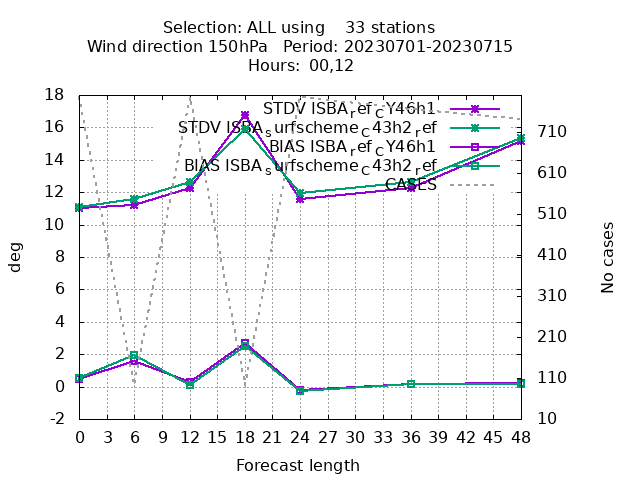 Selection: ALL using    33 stations
Wind direction 150hPa   Period: 20230701-20230715
Hours:  00,12
STDV ISBA_ref_CY46h1
STDV ISBA_surfscheme_C43h2_ref
BIAS ISBA_ref_CY46h1
BIAS ISBA_surfscheme_C43h2_ref
CASES
18
16
14
12
10
8
6
4
2
0
-2
deg
710
610
510
410
310
210
110
10
No cases
0 3 6 9 12 15 18 21 24 27 30 33 36 39 42 45 48
Forecast length